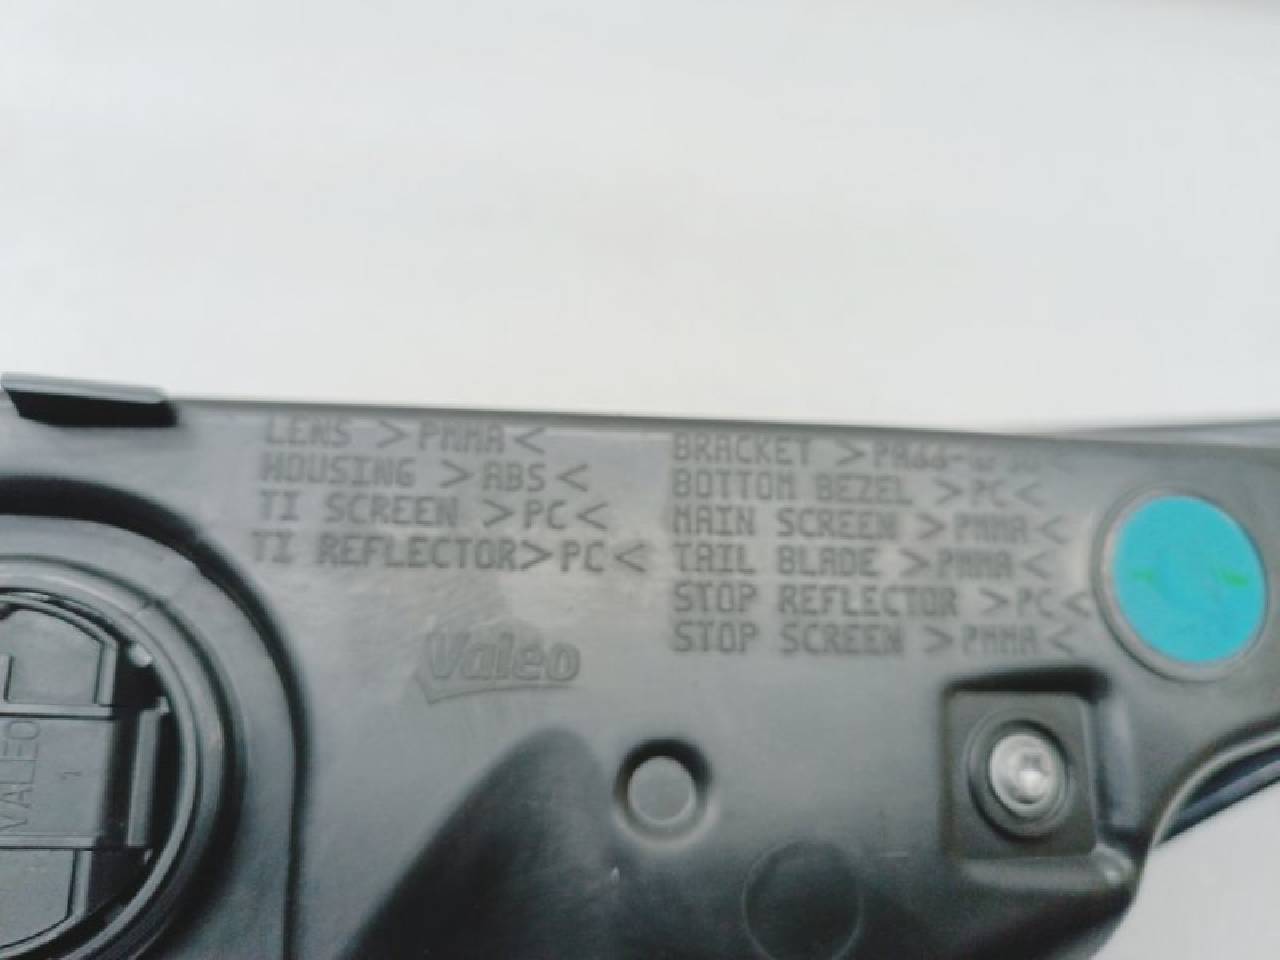 LENS >PMMA<
HOUSING >ABS<
TI SCREEN >PC<
TI REFLECTOR>PC<
BRACKET
BOTTOM BEZEL >PC<
MAIN SCREEN >PMMA<
TAIL BLADE >PMMA<
STOP REFLECTOR >PC<
STOP SCREEN >PMMA<
Valeo
VALEO
1